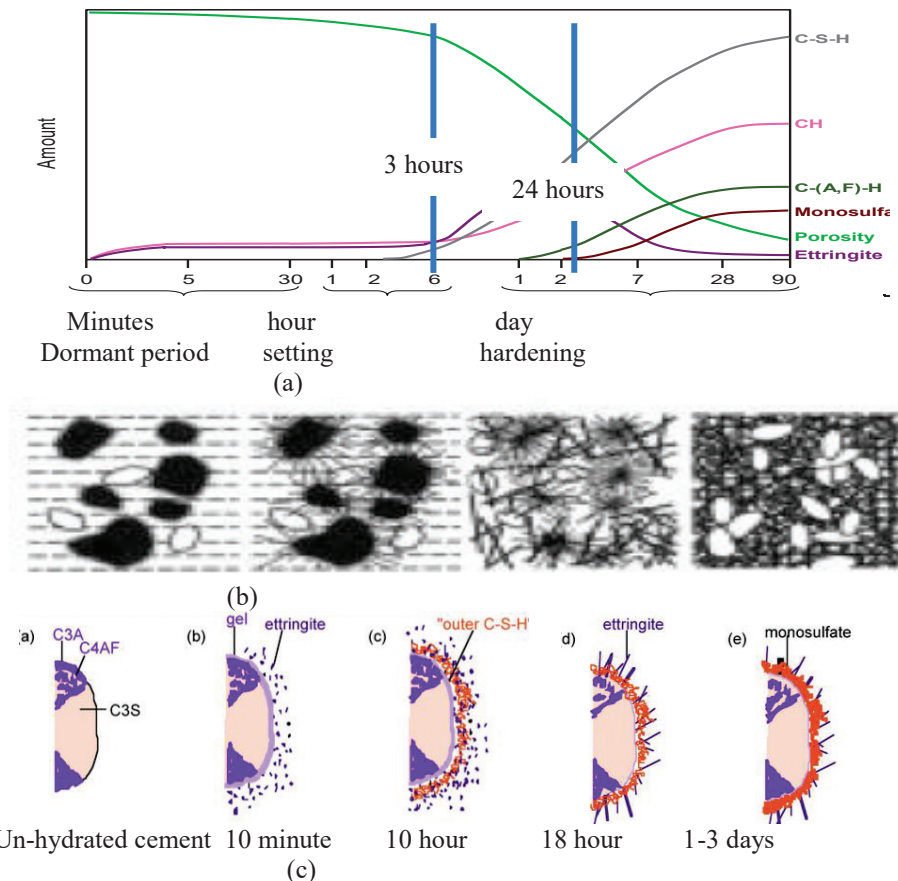 Amount
C-S-H
CH
C-(A,F)-H
Monosulfa
Porosity
Ettringite
3 hours
24 hours
0 5 30 1 2 6 1 2 7 28 90
Minutes hour day
Dormant period setting hardening
(a)
(b)
a) C3A C4AF C3S
(b) gel ettringite
(c) "outer C-S-H"
d) ettringite
(e) monosulfate
Un-hydrated cement 10 minute 10 hour 18 hour 1-3 days
(c)